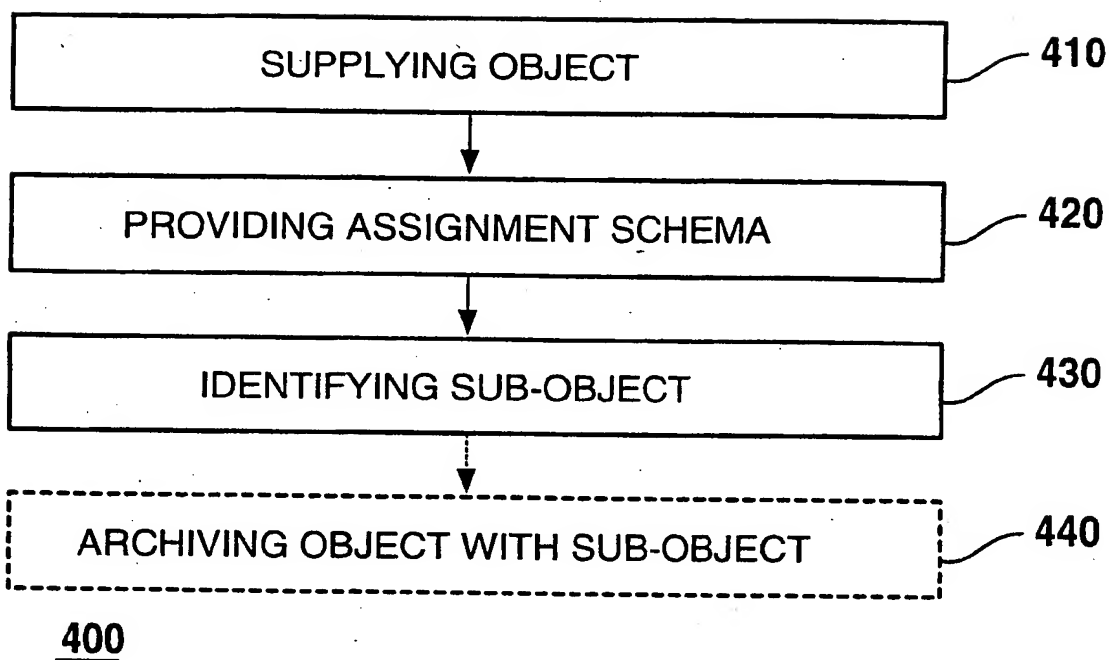 SUPPLYING OBJECT 410
PROVIDING ASSIGNMENT SCHEMA 420
IDENTIFYING SUB-OBJECT 430
ARCHIVING OBJECT WITH SUB-OBJECT 440
400